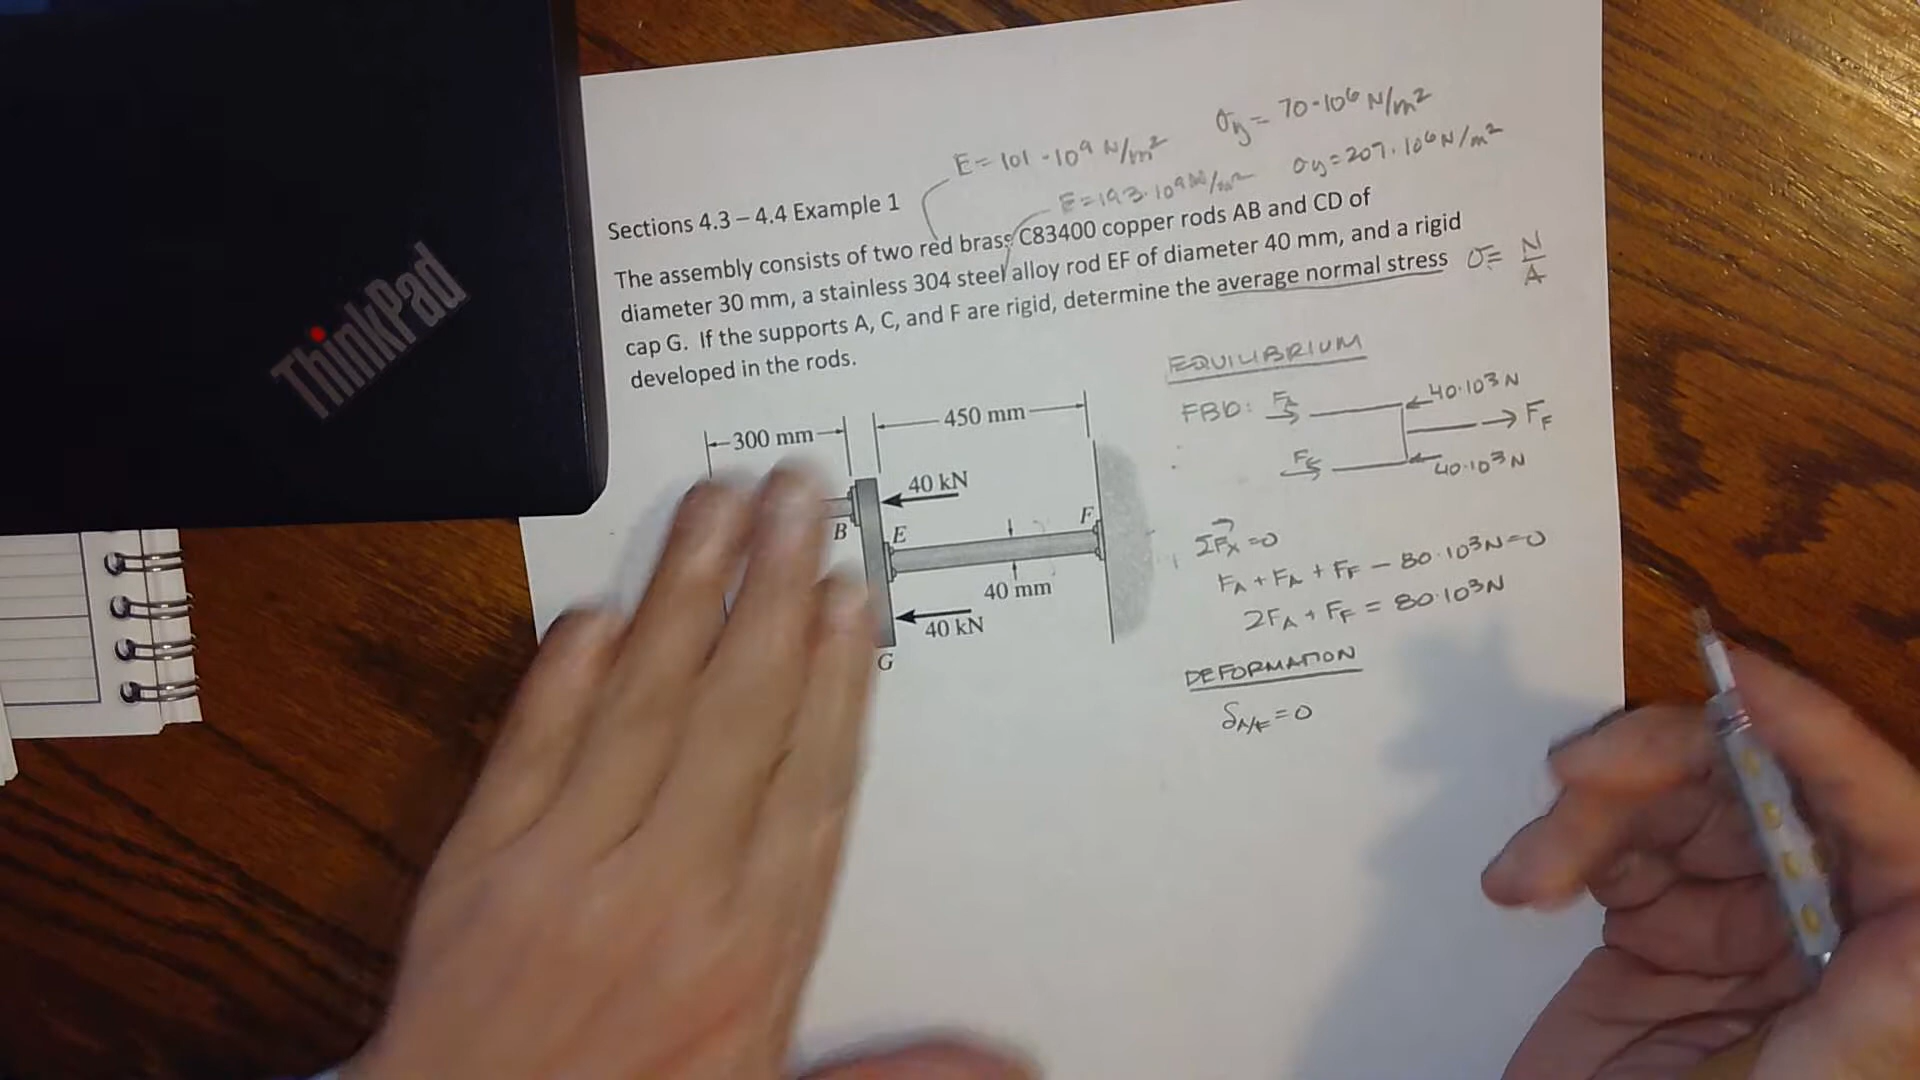 ThinkPad
E = 101 · 10⁹ N/m² σy = 70 · 10⁶ N/m²
E = 193 · 10⁹ N/m² σy = 207 · 10⁶ N/m²
Sections 4.3 – 4.4 Example 1
The assembly consists of two red brass C83400 copper rods AB and CD of
diameter 30 mm, a stainless 304 steel alloy rod EF of diameter 40 mm, and a rigid
cap G. If the supports A, C, and F are rigid, determine the average normal stress
developed in the rods.
σ = N/A
300 mm
450 mm
40 kN
B
E
F
40 mm
40 kN
G
EQUILIBRIUM
FBD: FA 40·10³ N
FF
FC 40·10³ N
ΣFx = 0
FA + FA + FF – 80·10³ N = 0
2FA + FF = 80·10³ N
DEFORMATION
δA/F = 0